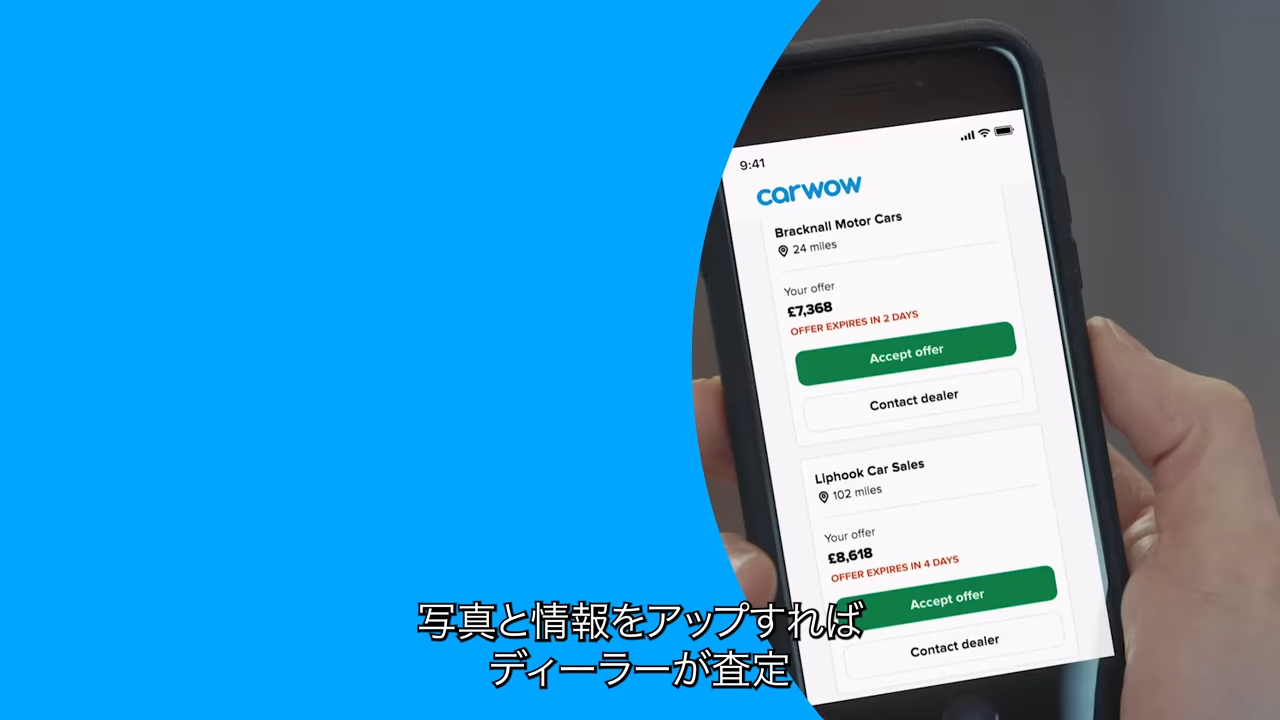 9:41
carwow
Bracknall Motor Cars
24 miles
Your offer
£7,368
OFFER EXPIRES IN 2 DAYS
Accept offer
Contact dealer
Liphook Car Sales
102 miles
Your offer
£8,618
OFFER EXPIRES IN 4 DAYS
Accept offer
Contact dealer
写真と情報をアップすれば
ディーラーが査定